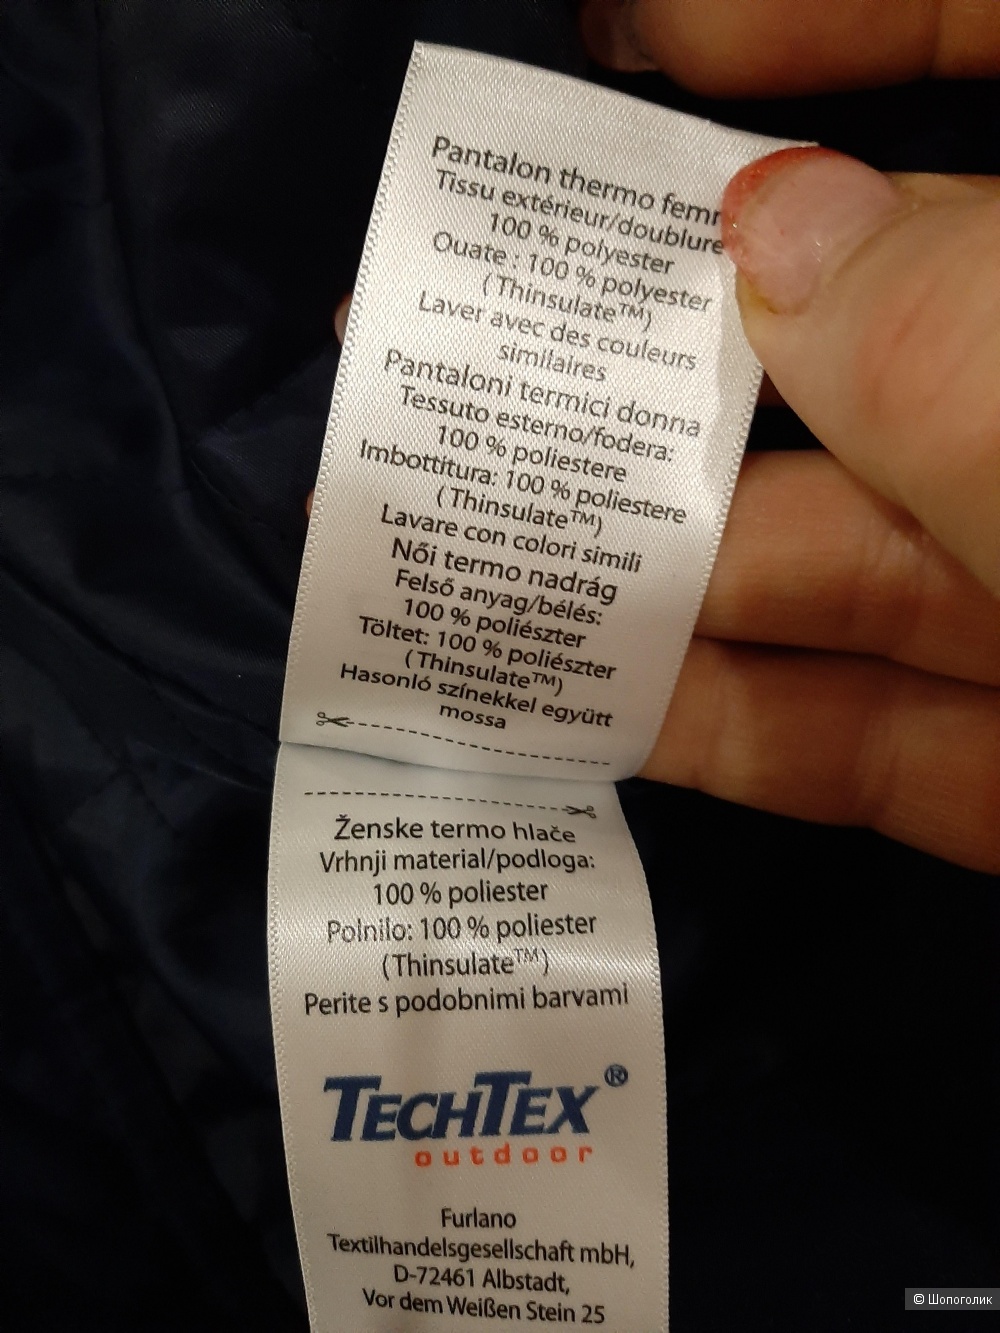 Pantalon thermo
Tissu extérieur/doublure
100 % polyester
Ouate : 100 % polyester
(Thinsulate™)
Laver avec des couleurs
similaires
Pantaloni termici donna
Tessuto esterno/fodera:
100 % poliestere
Imbottitura: 100 % poliestere
(Thinsulate™)
Lavare con colori simili
Női termo nadrág
Felső anyag/bélés:
100 % poliészter
Töltet: 100 % poliészter
(Thinsulate™)
Hasonló színekkel együtt
mossa
Ženske termo hlače
Vrhnji material/podloga:
100 % poliester
Polnilo: 100 % poliester
(Thinsulate™)
Perite s podobnimi barvami
TECHTEX®
outdoor
Furlano
Textilhandelsgesellschaft mbH,
D-72461 Albstadt,
Vor dem Weißen Stein 25
© Шопоголик